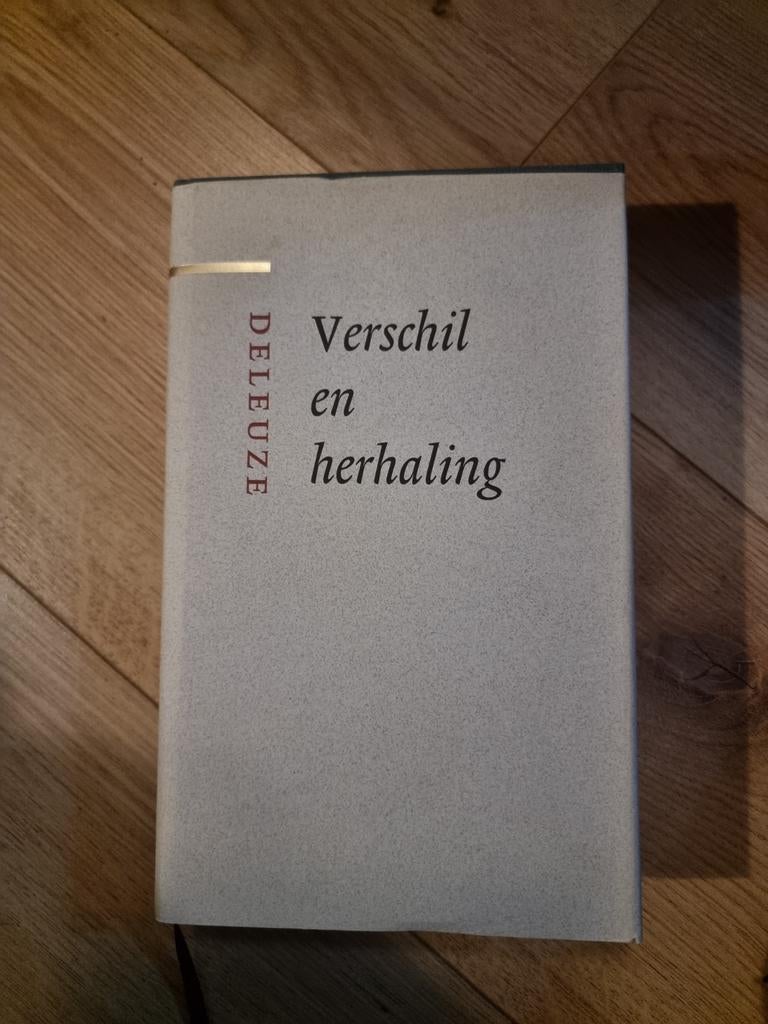 DELEUZE
Verschil
en
herhaling